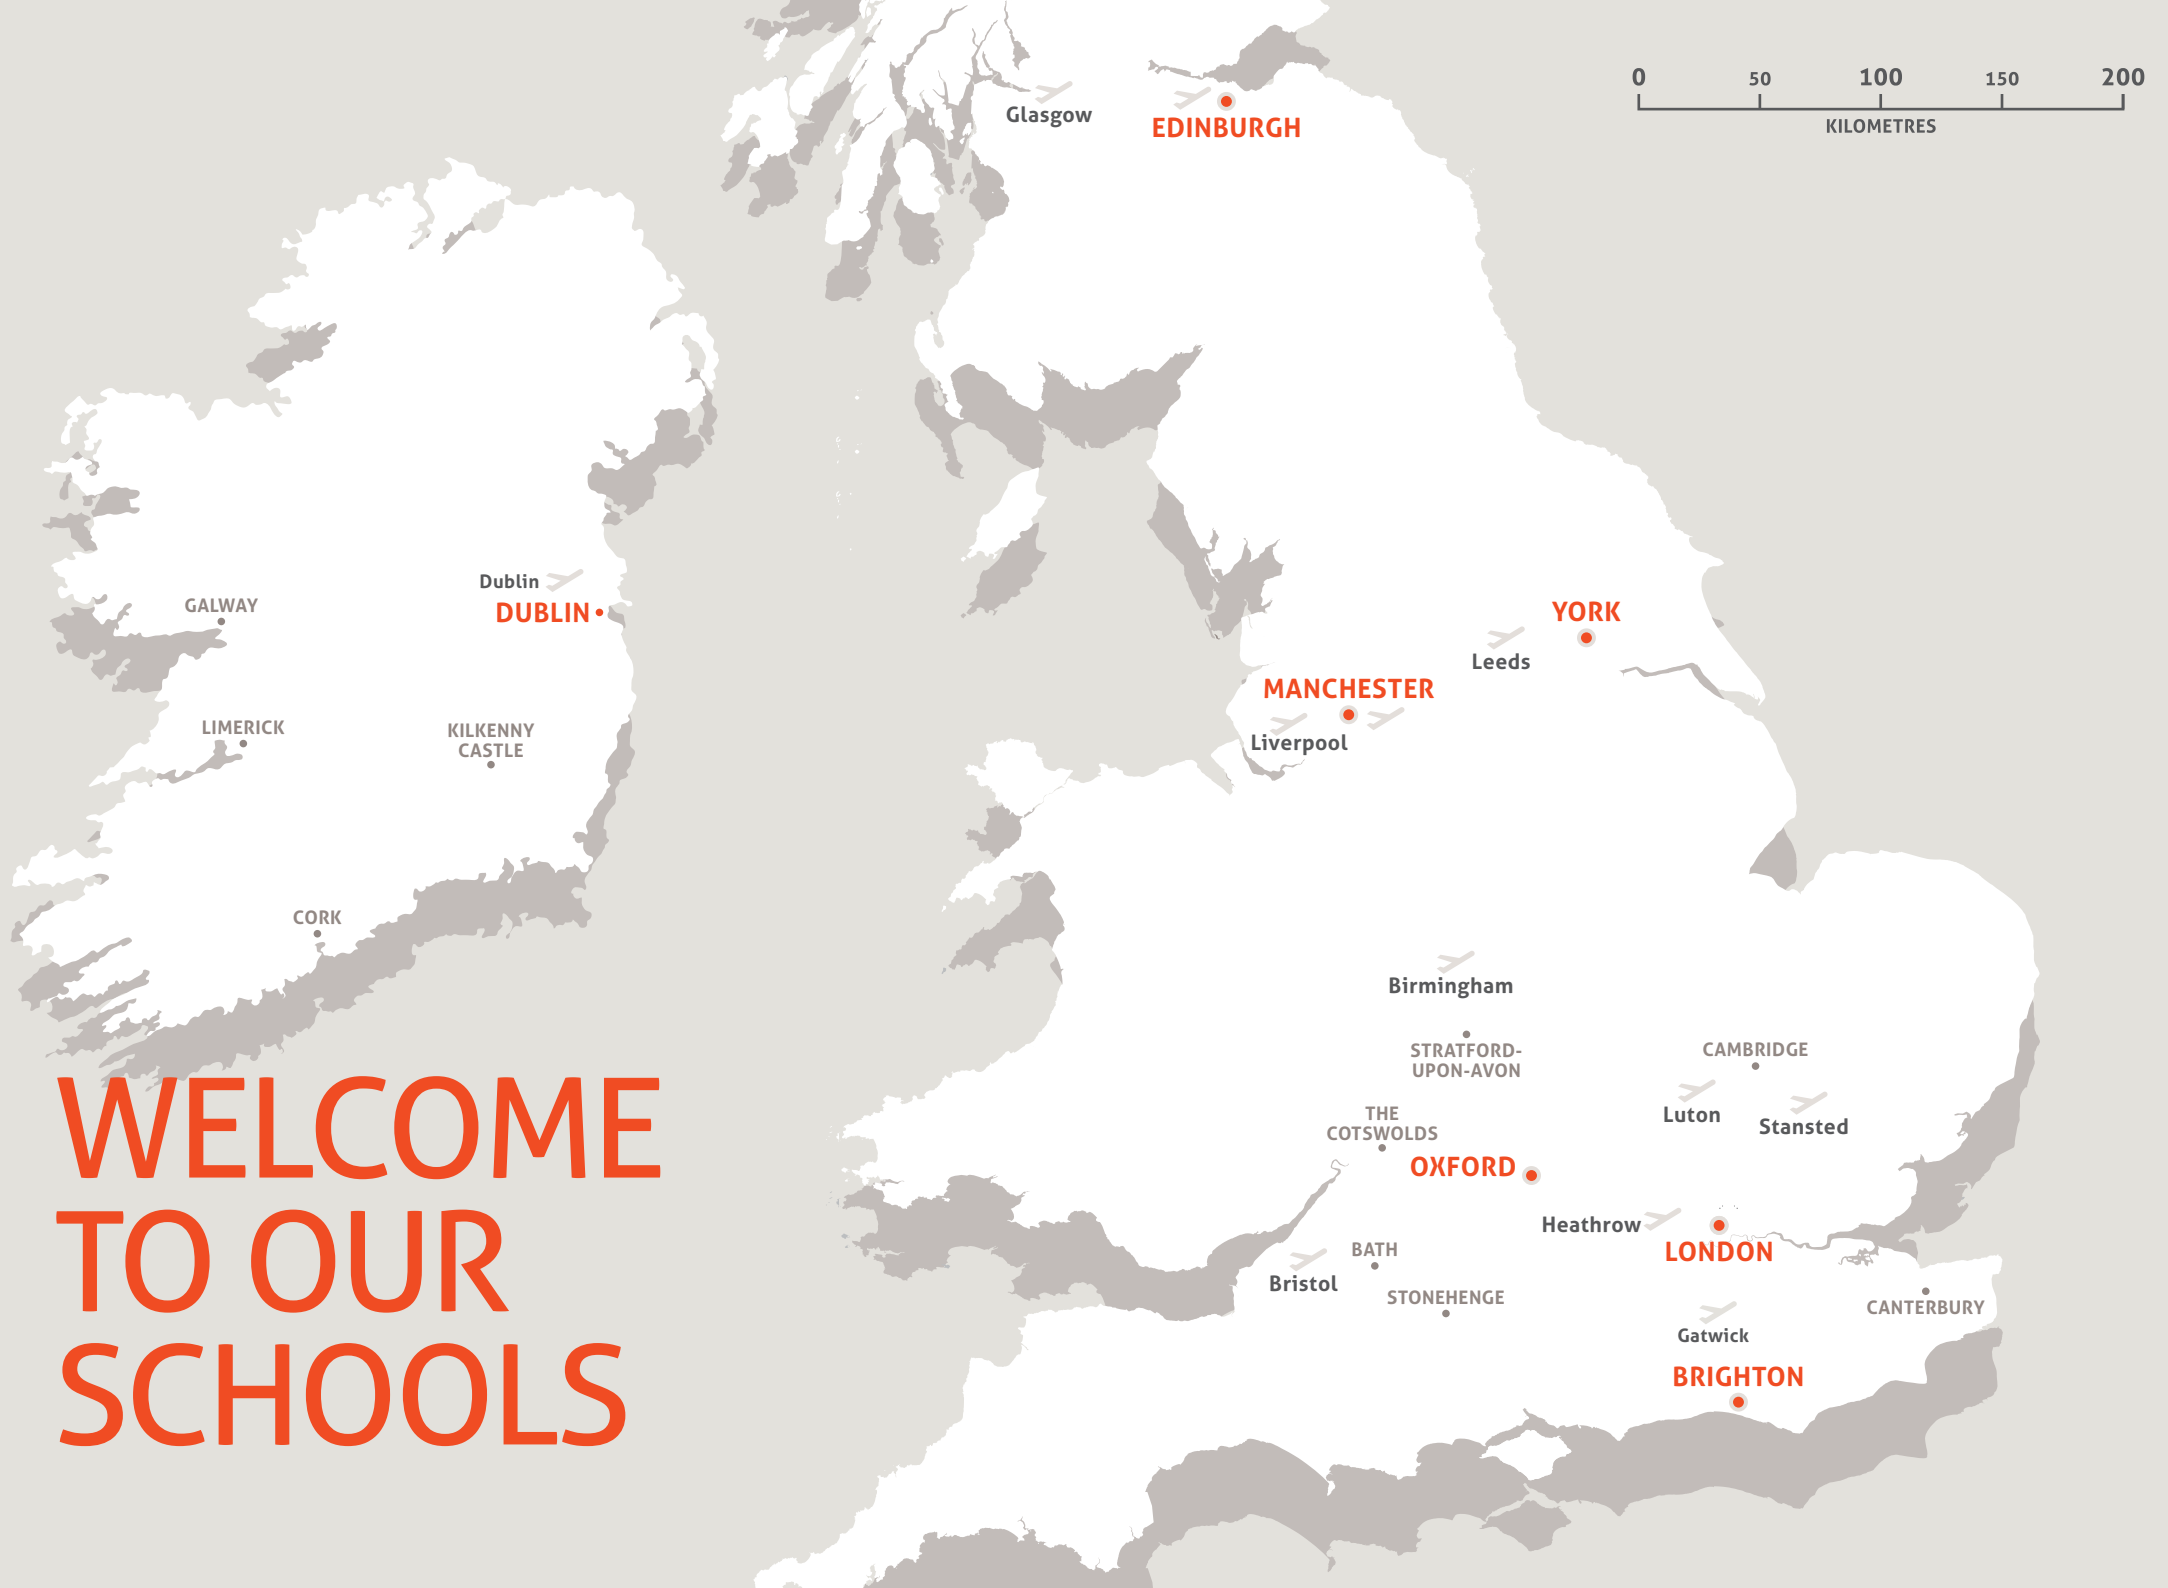 0 50 100 150 200
KILOMETRES
Glasgow
EDINBURGH
Dublin
DUBLIN
GALWAY
LIMERICK
KILKENNY
CASTLE
CORK
YORK
Leeds
MANCHESTER
Liverpool
Birmingham
STRATFORD-
UPON-AVON
CAMBRIDGE
Luton
Stansted
THE
COTSWOLDS
OXFORD
Heathrow
LONDON
BATH
Bristol
STONEHENGE
CANTERBURY
Gatwick
BRIGHTON
WELCOME
TO OUR
SCHOOLS